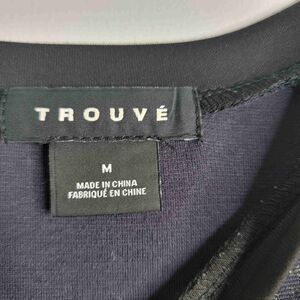 TROUVÉ
M
MADE IN CHINA
FABRIQUÉ EN CHINE